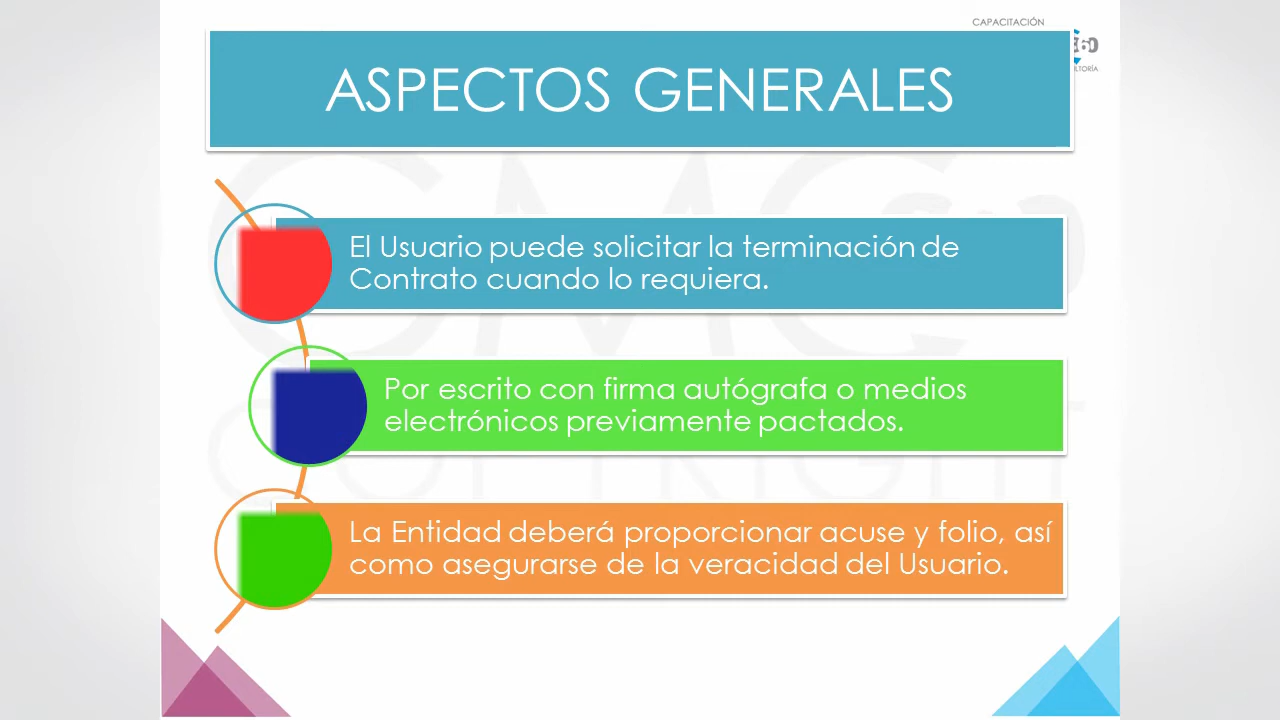 CAPACITACIÓN
ASPECTOS GENERALES
El Usuario puede solicitar la terminación de
Contrato cuando lo requiera.
Por escrito con firma autógrafa o medios
electrónicos previamente pactados.
La Entidad deberá proporcionar acuse y folio, así
como asegurarse de la veracidad del Usuario.